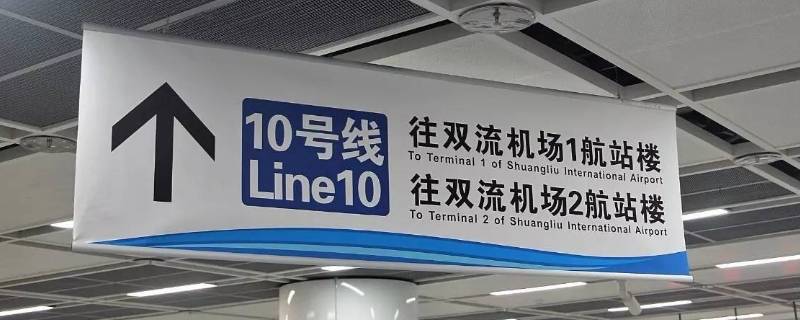 10号线
Line10
往双流机场1航站楼
To Terminal 1 of Shuangliu International Airport
往双流机场2航站楼
To Terminal 2 of Shuangliu International Airport